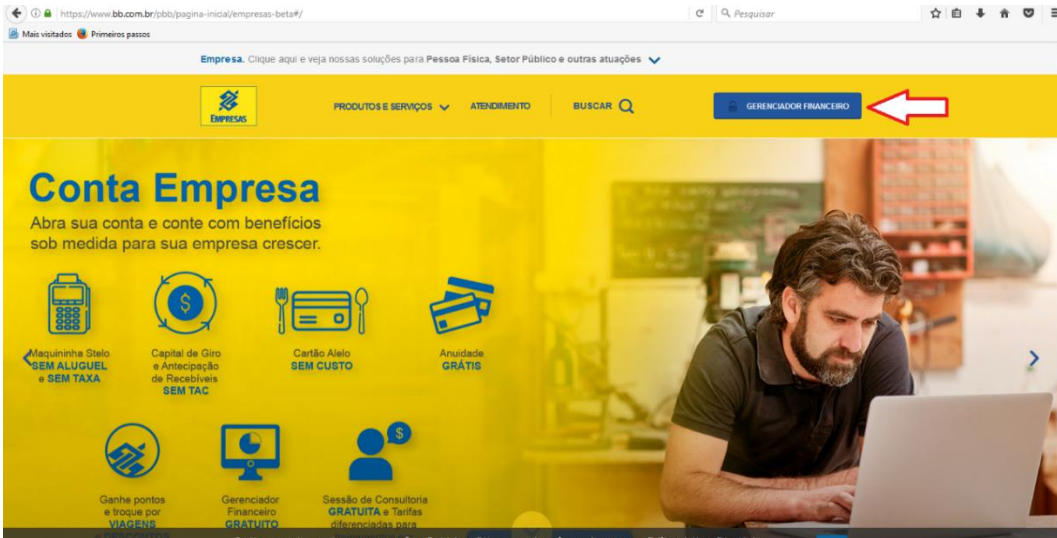 https://www.bb.com.br/pbb/pagina-inicial/empresas-beta#/
Pesquisar
Mais visitados
Primeiros passos
Empresa. Clique aqui e veja nossas soluções para Pessoa Física, Setor Público e outras atuações
EMPRESAS
PRODUTOS E SERVIÇOS
ATENDIMENTO
BUSCAR
GERENCIADOR FINANCEIRO
Conta Empresa
Abra sua conta e conte com benefícios
sob medida para sua empresa crescer.
Maquininha Stelo
SEM ALUGUEL
e SEM TAXA
Capital de Giro
e Antecipação
de Recebíveis
SEM TAC
Cartão Alelo
SEM CUSTO
Anuidade
GRÁTIS
Ganhe pontos
e troque por
VIAGENS
e DESCONTOS
Gerenciador
Financeiro
GRATUITO
Sessão de Consultoria
GRATUITA e Tarifas
diferenciadas para